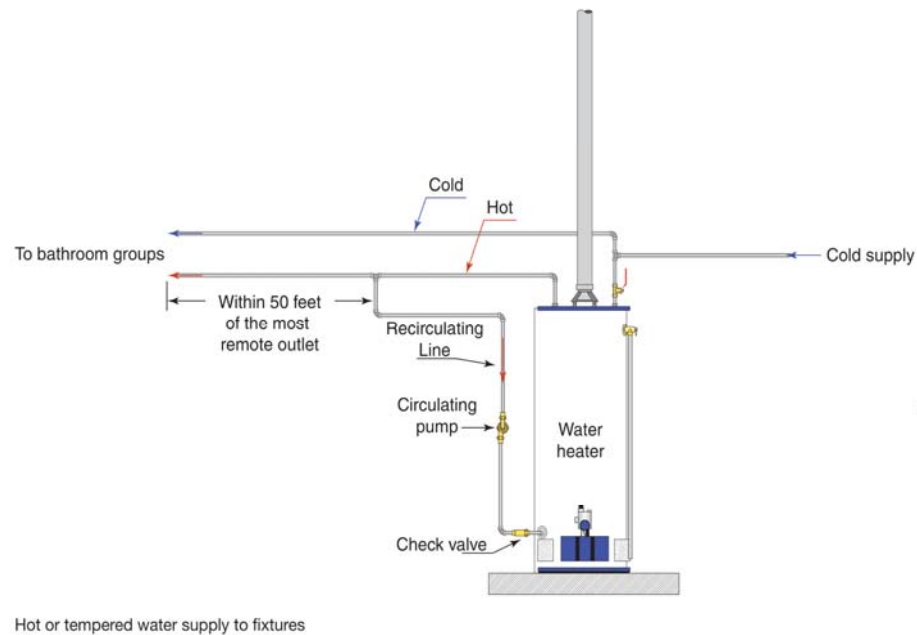 Cold
Hot
To bathroom groups
Cold supply
Within 50 feet
of the most
remote outlet
Recirculating
Line
Circulating
pump
Water
heater
Check valve
Hot or tempered water supply to fixtures